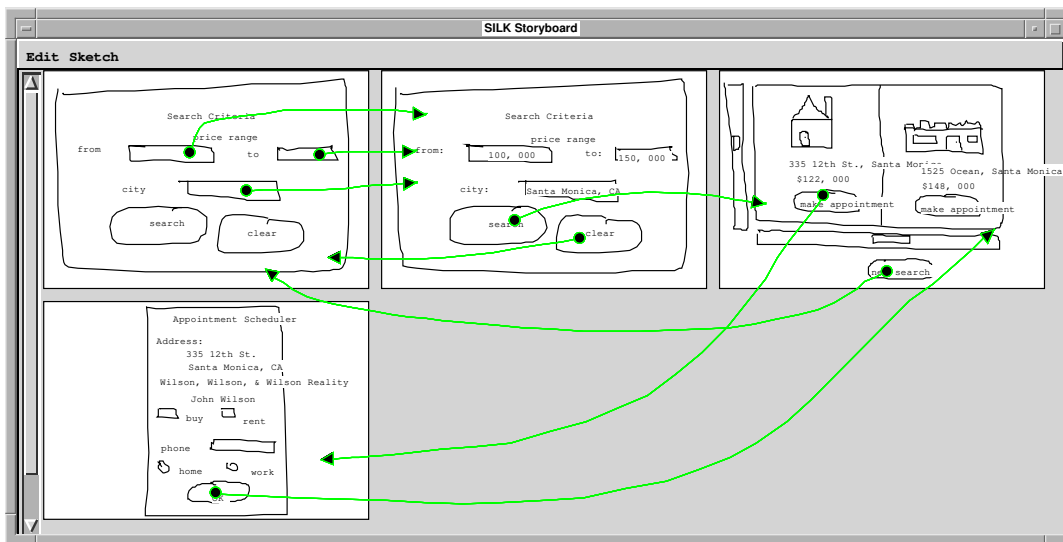 SILK Storyboard
Edit Sketch
Search Criteria
price range
from to
city
search
clear
Search Criteria
price range
from: 100, 000 to: 150, 000
city: Santa Monica, CA
search
clear
335 12th St., Santa Monica
$122, 000
make appointment
1525 Ocean, Santa Monica
$148, 000
make appointment
new search
Appointment Scheduler
Address:
335 12th St.
Santa Monica, CA
Wilson, Wilson, & Wilson Reality
John Wilson
buy rent
phone
home work
OK